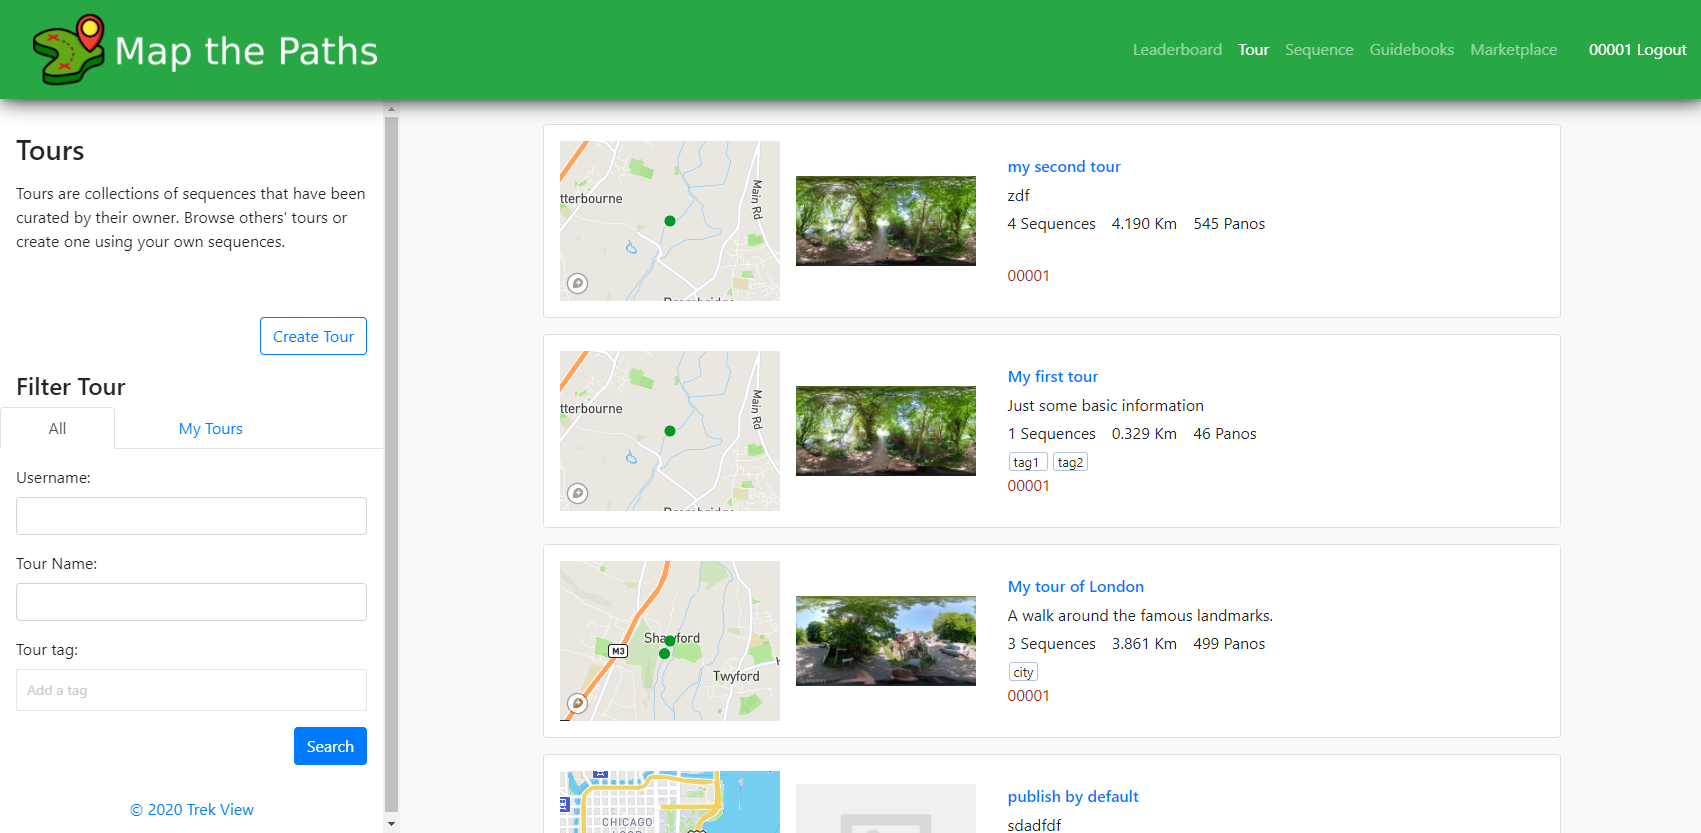 Map the Paths
Leaderboard Tour Sequence Guidebooks Marketplace 00001 Logout
Tours
Tours are collections of sequences that have been
curated by their owner. Browse others' tours or
create one using your own sequences.
Create Tour
Filter Tour
All My Tours
Username:
Tour Name:
Tour tag:
Add a tag
Search
© 2020 Trek View
tterbourne
Main Rd
my second tour
zdf
4 Sequences 4.190 Km 545 Panos
00001
tterbourne
Main Rd
My first tour
Just some basic information
1 Sequences 0.329 Km 46 Panos
tag1 tag2
00001
M3
Twyford
My tour of London
A walk around the famous landmarks.
3 Sequences 3.861 Km 499 Panos
city
00001
CHICAGO
publish by default
sdadfdf